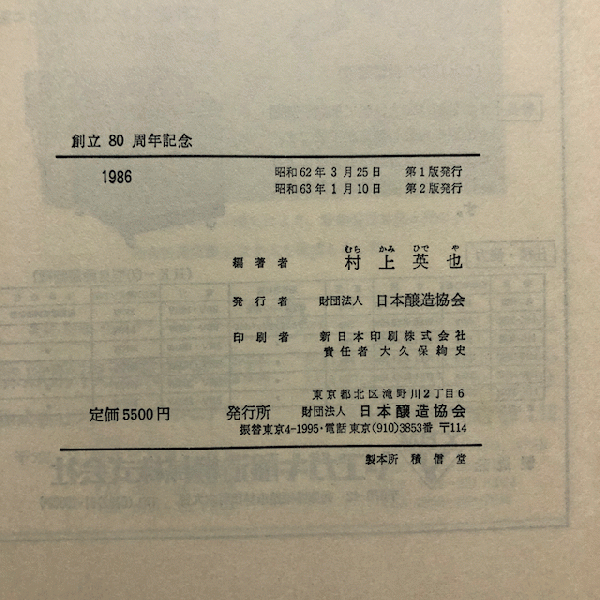 創立 80 周年記念
1986
昭和62年3月25日 第1版発行
昭和63年1月10日 第2版発行
むら かみ ひで や
編著者 村上英也
発行者 財団法人 日本醸造協会
印刷者 新日本印刷株式会社
責任者 大久保絢史
東京都北区滝野川2丁目6
定価5500円 発行所 財団法人 日本醸造協会
振替東京4-1995・電話 東京(910)3853番 〒114
製本所 積信堂